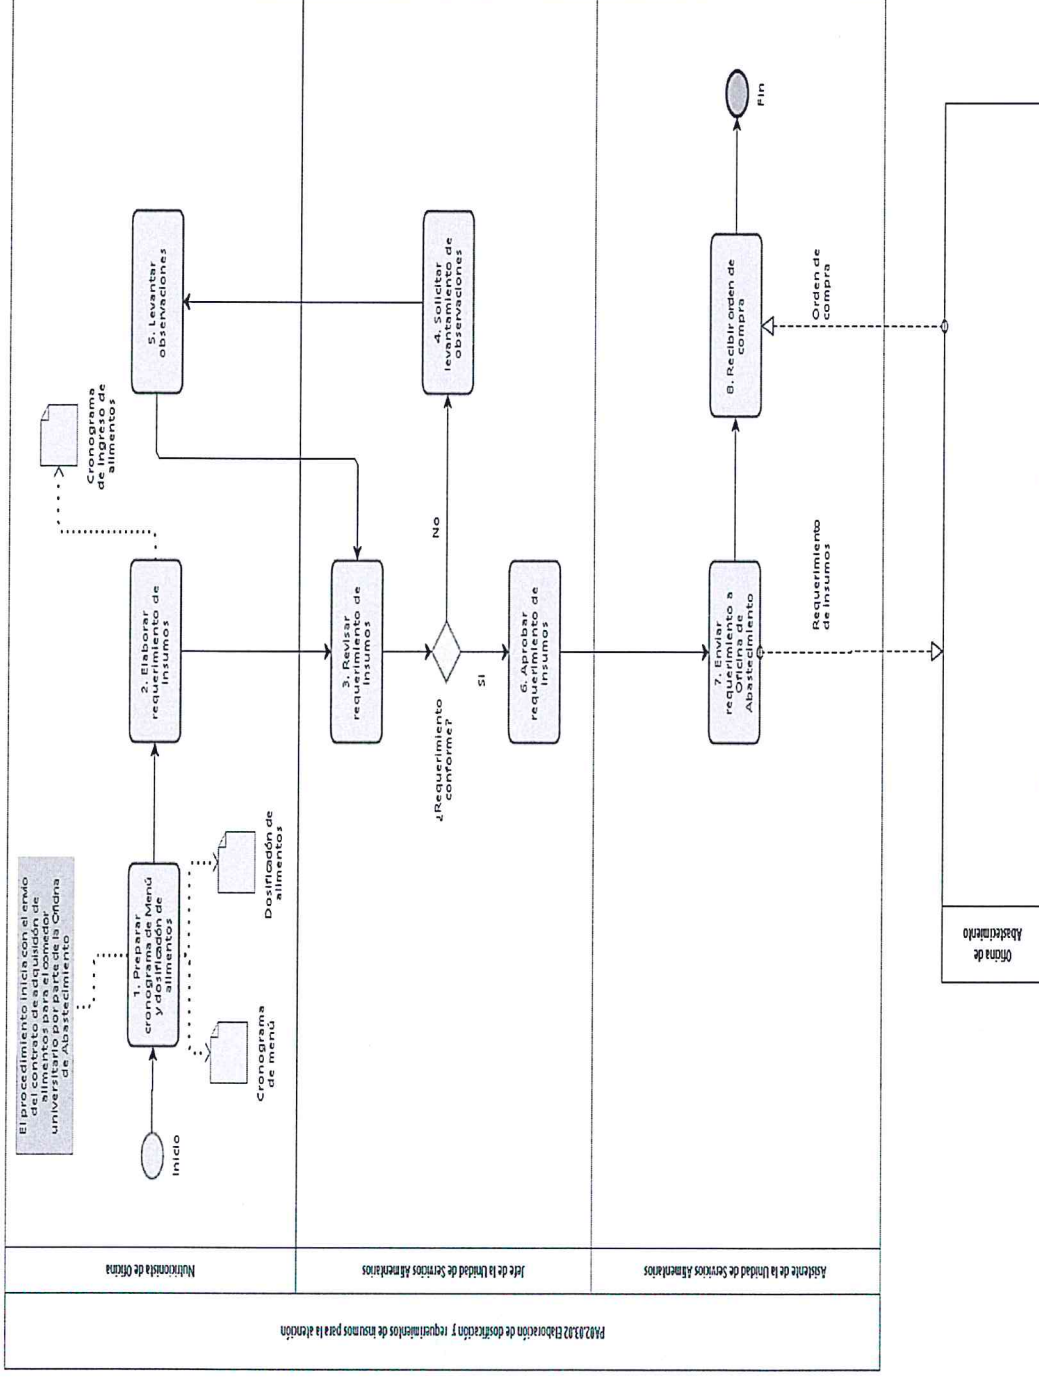 PA02.03.02 Elaboración de dosificación y requerimientos de insumos para la atención
Nutricionista de Oficina
El procedimiento inicia con el envío
del contrato de adquisición de
alimentos para el comedor
universitario por parte de la Oficina
de Abastecimiento
Inicio
1. Preparar
cronograma de Menú
y dosificación de
alimentos
Cronograma
de menú
Dosificación de
alimentos
2. Elaborar
requerimiento de
insumos
Cronograma
de ingreso de
alimentos
5. Levantar
observaciones
Jefe de la Unidad de Servicios Alimentarios
3. Revisar
requerimiento de
insumos
¿Requerimiento
conforme?
No
Si
4. Solicitar
levantamiento de
observaciones
6. Aprobar
requerimiento de
insumos
Asistente de la Unidad de Servicios Alimentarios
7. Enviar
requerimiento a
Oficina de
Abastecimiento
8. Recibir orden de
compra
Fin
Requerimiento
de insumos
Orden de
compra
Oficina de
Abastecimiento